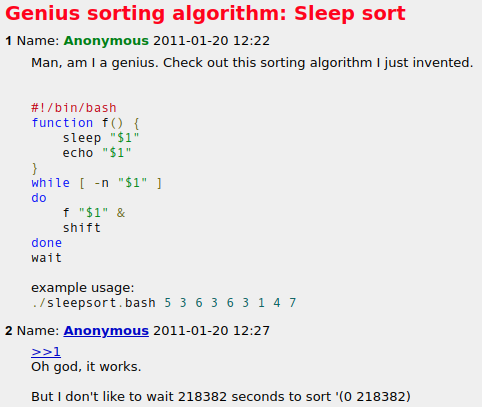 Genius sorting algorithm: Sleep sort
1 Name: Anonymous 2011-01-20 12:22
Man, am I a genius. Check out this sorting algorithm I just invented.
#!/bin/bash
function f() {
    sleep "$1"
    echo "$1"
}
while [ -n "$1" ]
do
    f "$1" &
    shift
done
wait
example usage:
./sleepsort.bash 5 3 6 3 6 3 1 4 7
2 Name: Anonymous 2011-01-20 12:27
>>1
Oh god, it works.
But I don't like to wait 218382 seconds to sort '(0 218382)